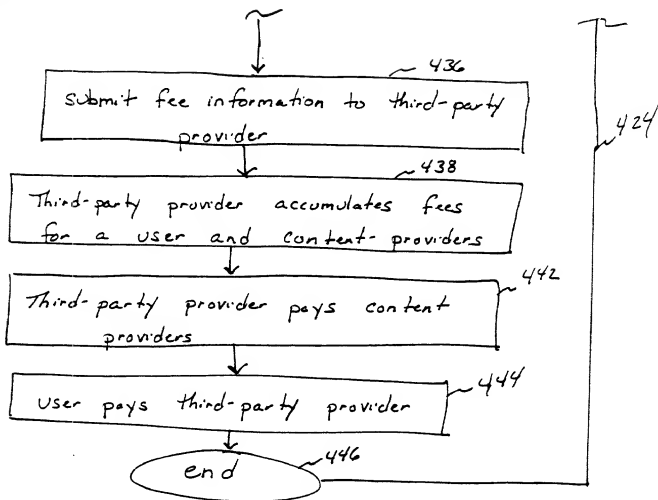 436
submit fee information to third-party
provider
424
438
Third-party provider accumulates fees
for a user and content-providers
442
Third-party provider pays content
providers
444
user pays third-party provider
446
end